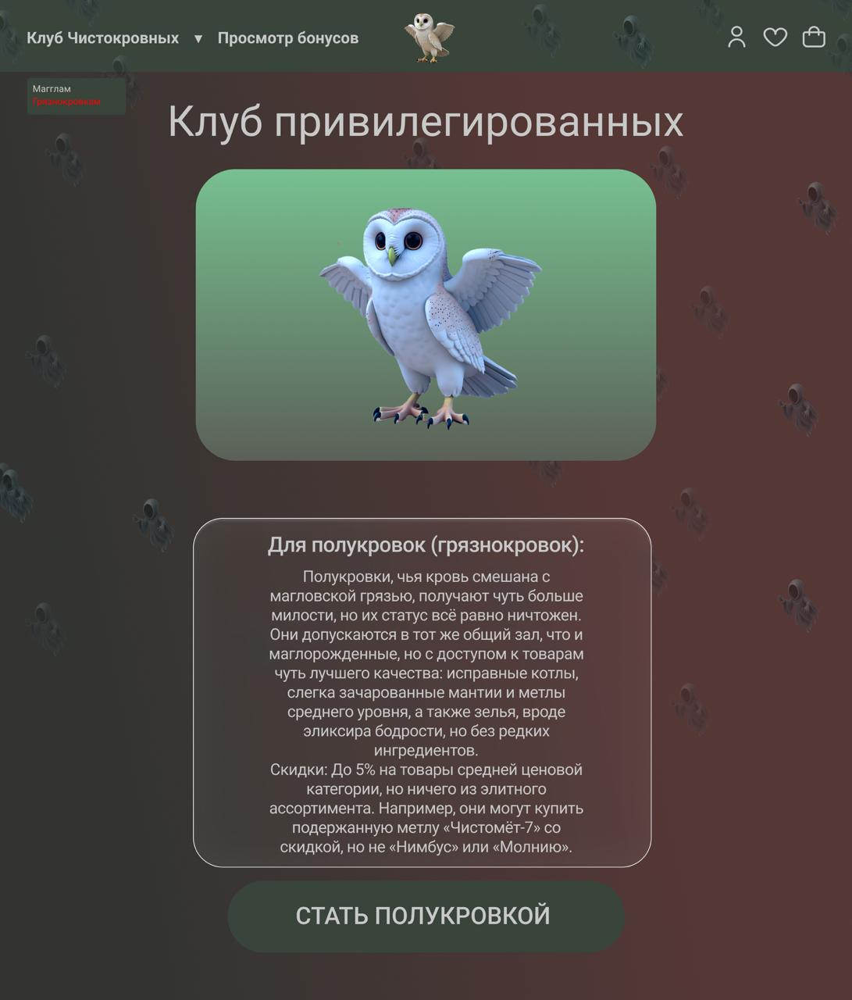 Клуб Чистокровных ▼ Просмотр бонусов
Магглам
Грязнокровкам
Клуб привилегированных
Для полукровок (грязнокровок):
Полукровки, чья кровь смешана с
магловской грязью, получают чуть больше
милости, но их статус всё равно ничтожен.
Они допускаются в тот же общий зал, что и
маглорожденные, но с доступом к товарам
чуть лучшего качества: исправные котлы,
слегка зачарованные мантии и метлы
среднего уровня, а также зелья, вроде
эликсира бодрости, но без редких
ингредиентов.
Скидки: До 5% на товары средней ценовой
категории, но ничего из элитного
ассортимента. Например, они могут купить
подержанную метлу «Чистомёт-7» со
скидкой, но не «Нимбус» или «Молнию».
СТАТЬ ПОЛУКРОВКОЙ